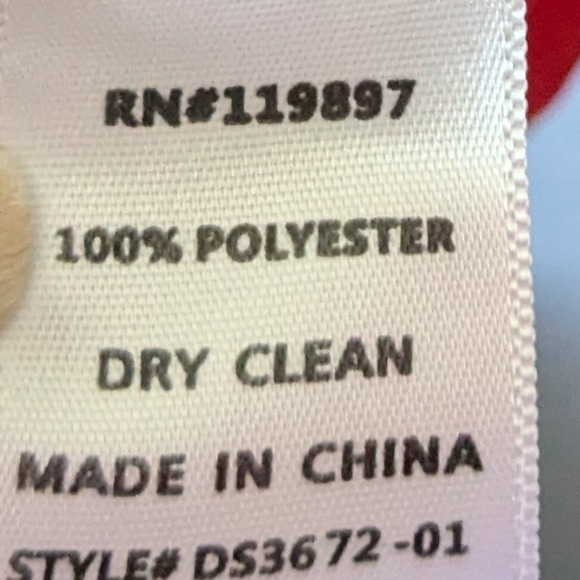 RN#119897
100% POLYESTER
DRY CLEAN
MADE IN CHINA
STYLE# DS3672-01